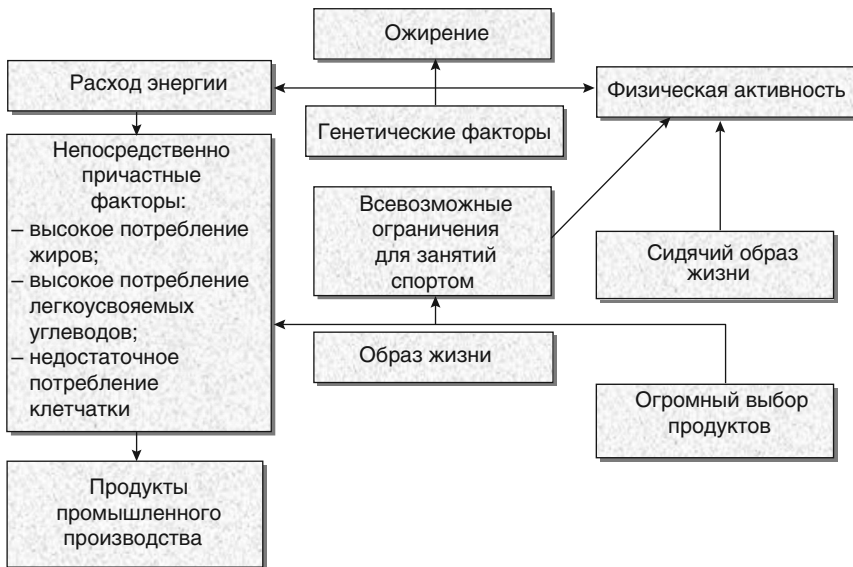 Ожирение
Расход энергии
Физическая активность
Генетические факторы
Непосредственно
причастные
факторы:
– высокое потребление
жиров;
– высокое потребление
легкоусвояемых
углеводов;
– недостаточное
потребление
клетчатки
Всевозможные
ограничения
для занятий
спортом
Сидячий образ
жизни
Образ жизни
Огромный выбор
продуктов
Продукты
промышленного
производства